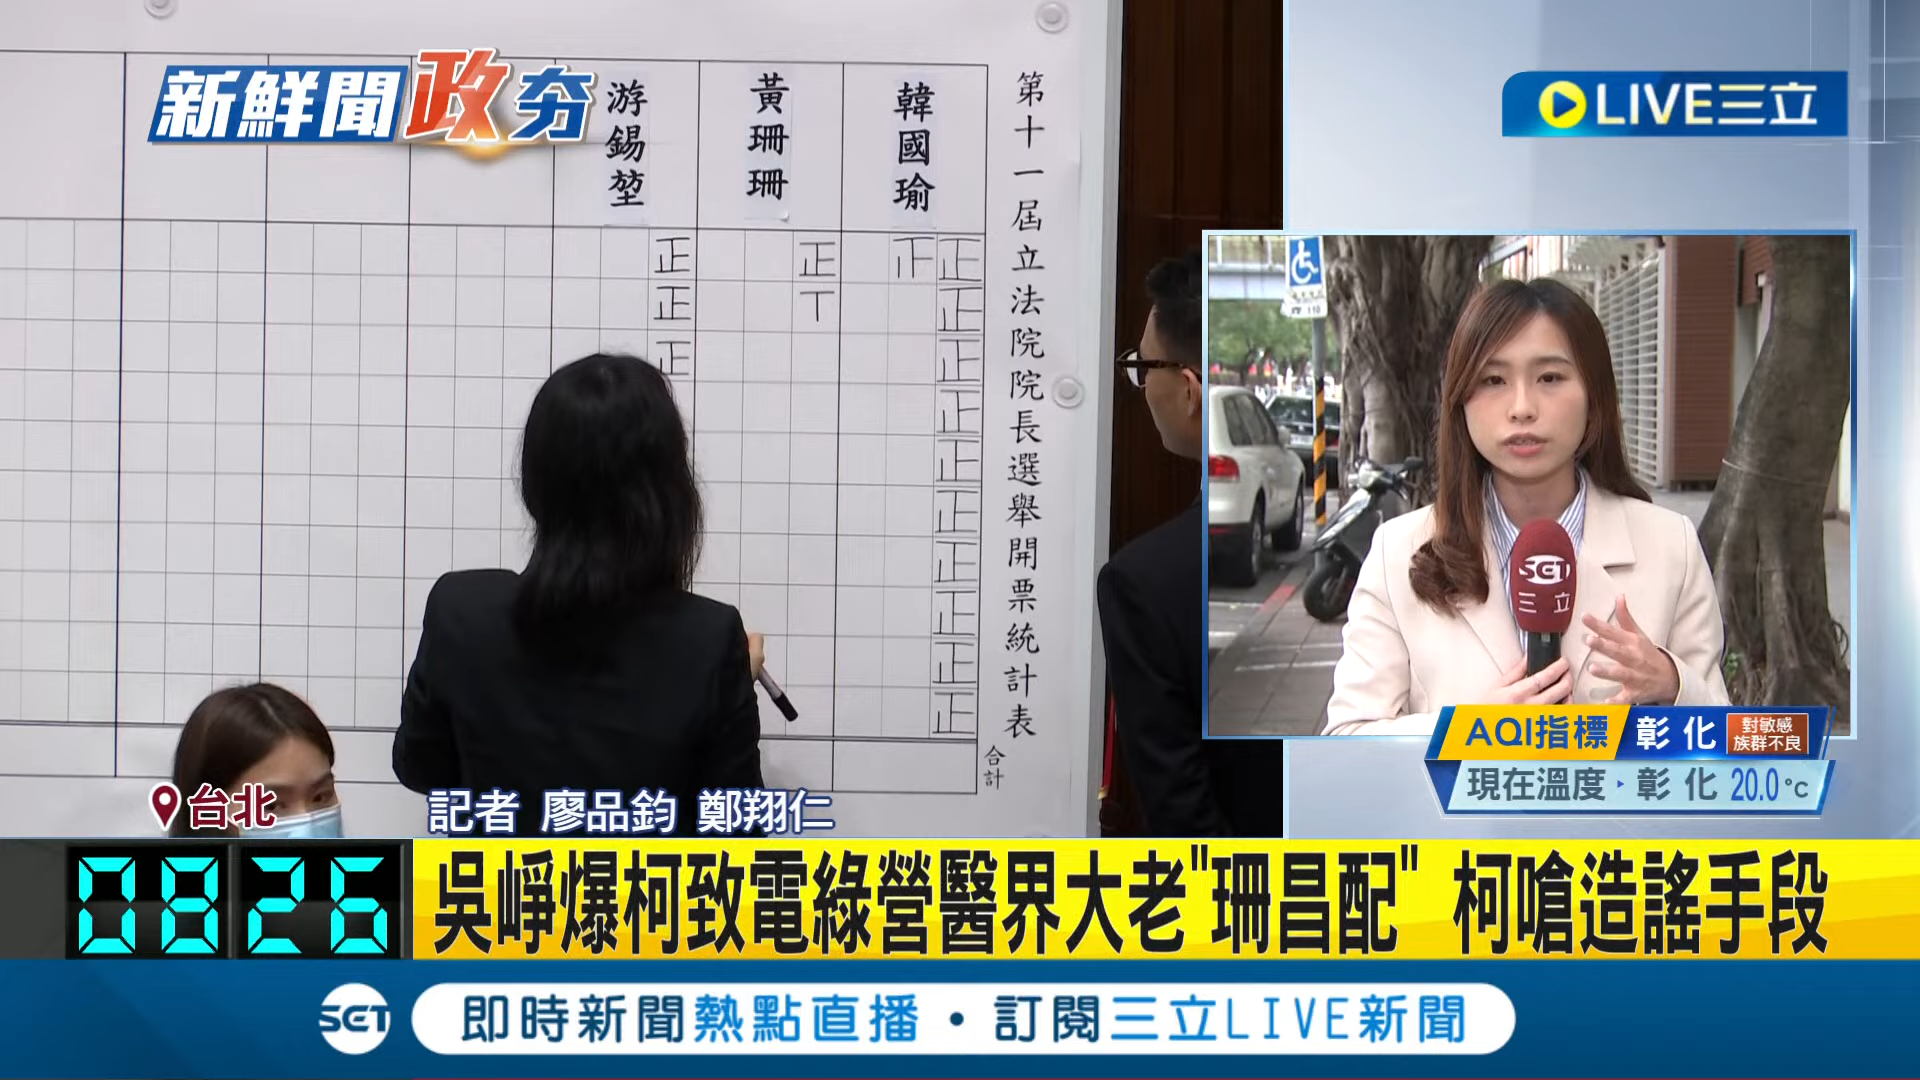 新鮮聞政夯
LIVE三立
第十一屆立法院院長選舉開票統計表
韓國瑜
黃珊珊
游錫堃
正正正正正正正正正正
正
正
正
正
合計
110
SET
三立
AQI指標 彰化 對敏感族群不良
現在溫度 彰化 20.0°C
台北
記者 廖品鈞 鄭翔仁
0826
吳崢爆柯致電綠營醫界大老"珊昌配" 柯嗆造謠手段
SET 即時新聞熱點直播・訂閱三立LIVE新聞